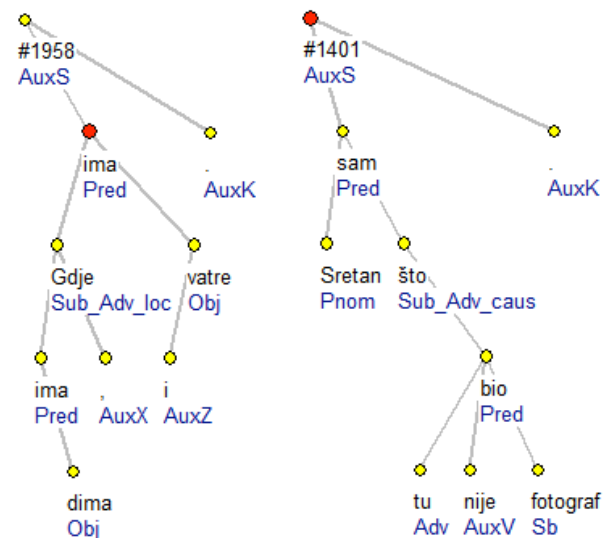 #1958
AuxS
ima
Pred
.
AuxK
Gdje
Sub_Adv_loc
vatre
Obj
ima
Pred
,
AuxX
i
AuxZ
dima
Obj
#1401
AuxS
sam
Pred
.
AuxK
Sretan
Pnom
što
Sub_Adv_caus
bio
Pred
tu
Adv
nije
AuxV
fotograf
Sb